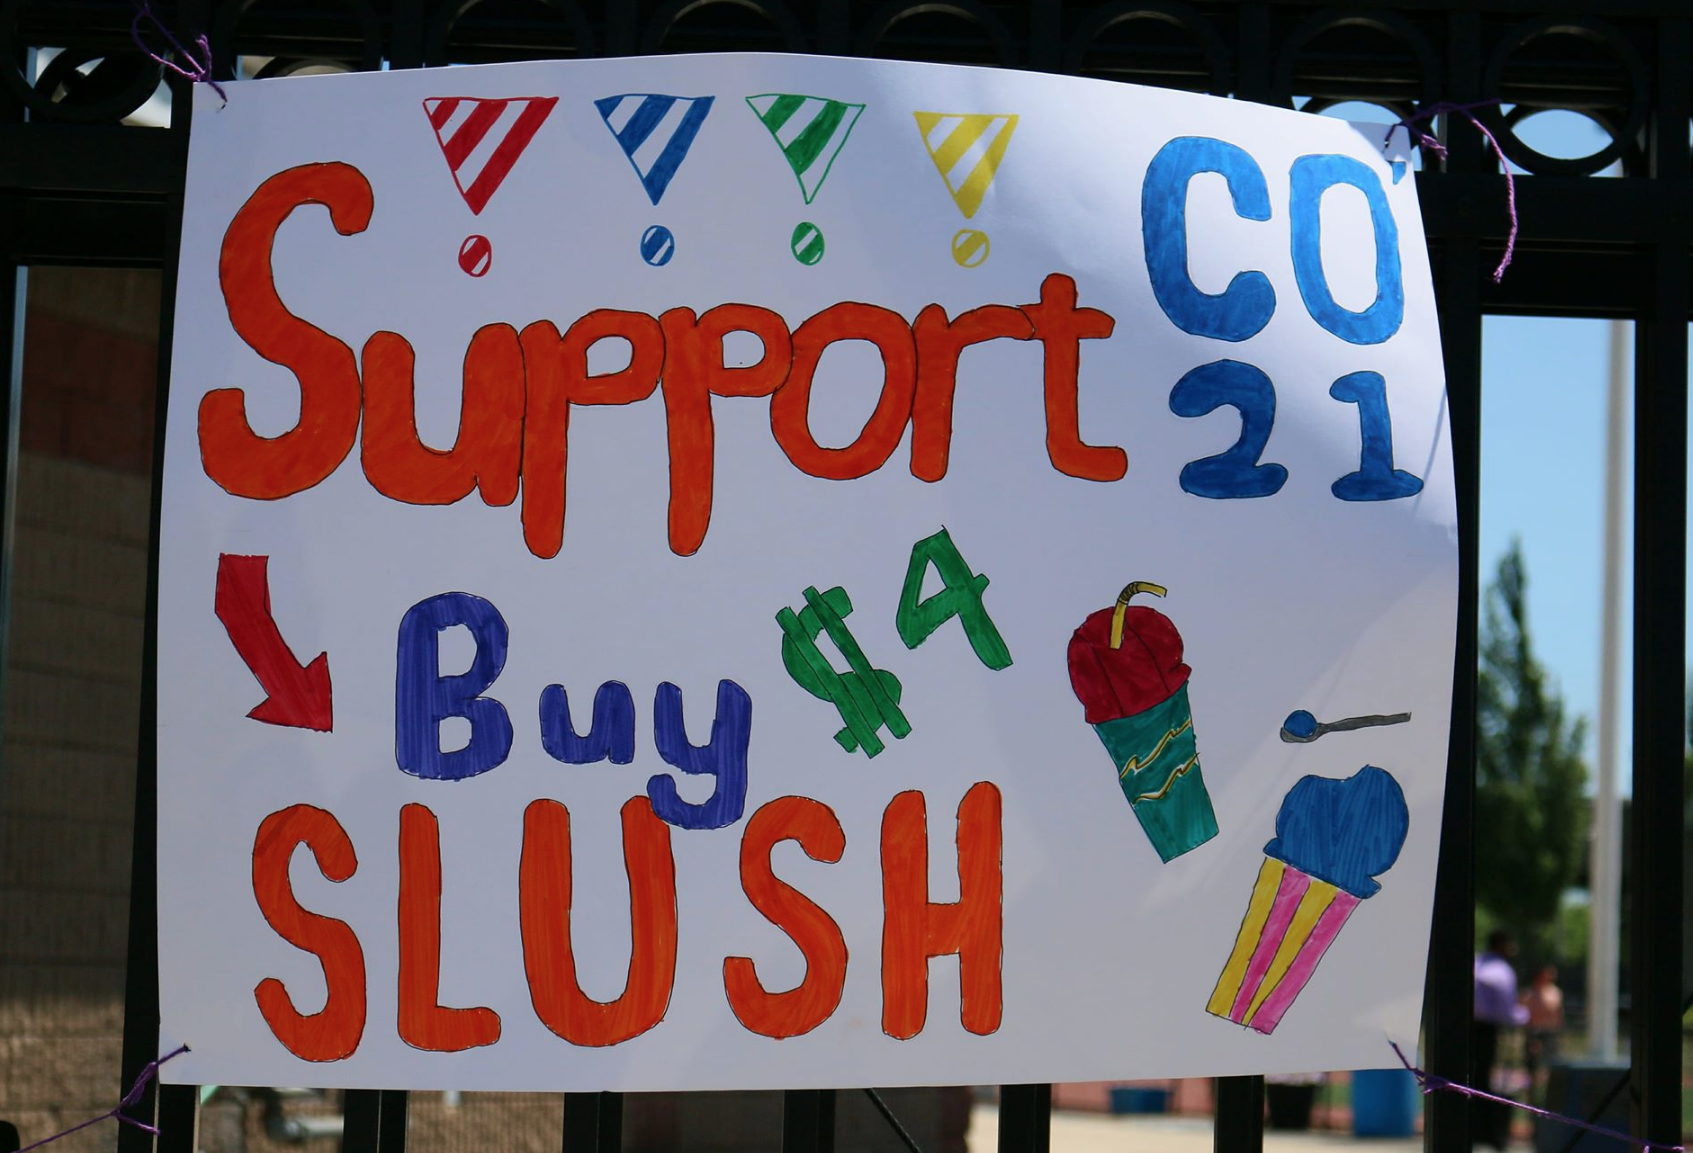 Support
CO'
21
Buy $4
SLUSH